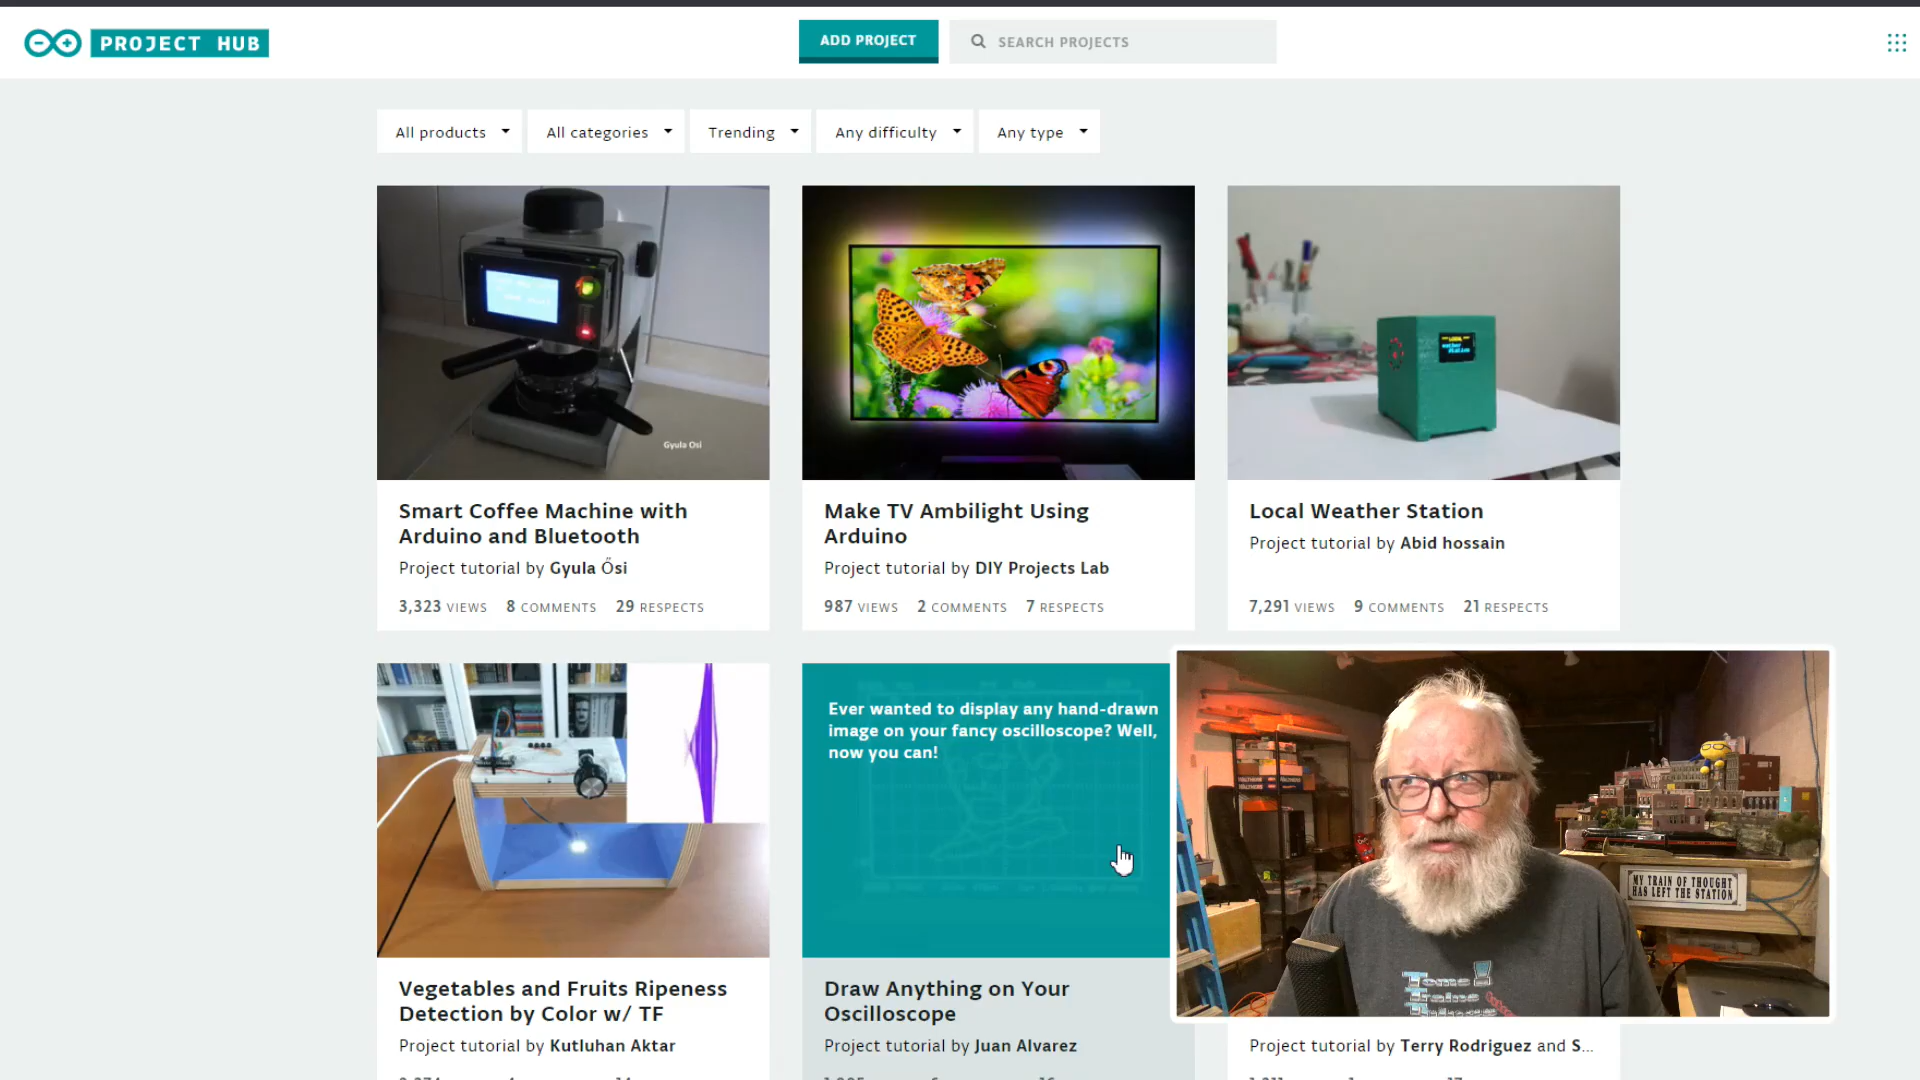 PROJECT HUB
ADD PROJECT
SEARCH PROJECTS
All products
All categories
Trending
Any difficulty
Any type
Gyula Osi
Smart Coffee Machine with
Arduino and Bluetooth
Project tutorial by Gyula Ősi
3,323 VIEWS 8 COMMENTS 29 RESPECTS
Make TV Ambilight Using
Arduino
Project tutorial by DIY Projects Lab
987 VIEWS 2 COMMENTS 7 RESPECTS
Local Weather Station
Project tutorial by Abid hossain
7,291 VIEWS 9 COMMENTS 21 RESPECTS
Ever wanted to display any hand-drawn
image on your fancy oscilloscope? Well,
now you can!
MY TRAIN OF THOUGHT
HAS LEFT THE STATION
Vegetables and Fruits Ripeness
Detection by Color w/ TF
Project tutorial by Kutluhan Aktar
Draw Anything on Your
Oscilloscope
Project tutorial by Juan Alvarez
Project tutorial by Terry Rodriguez and S...